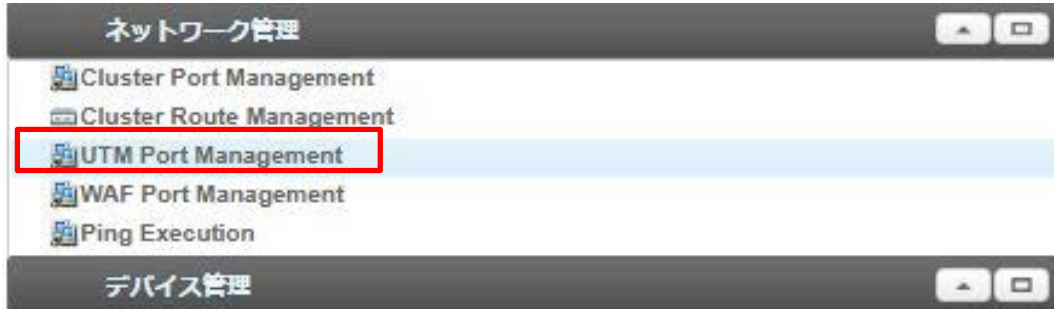 ネットワーク管理
Cluster Port Management
Cluster Route Management
UTM Port Management
WAF Port Management
Ping Execution
デバイス管理